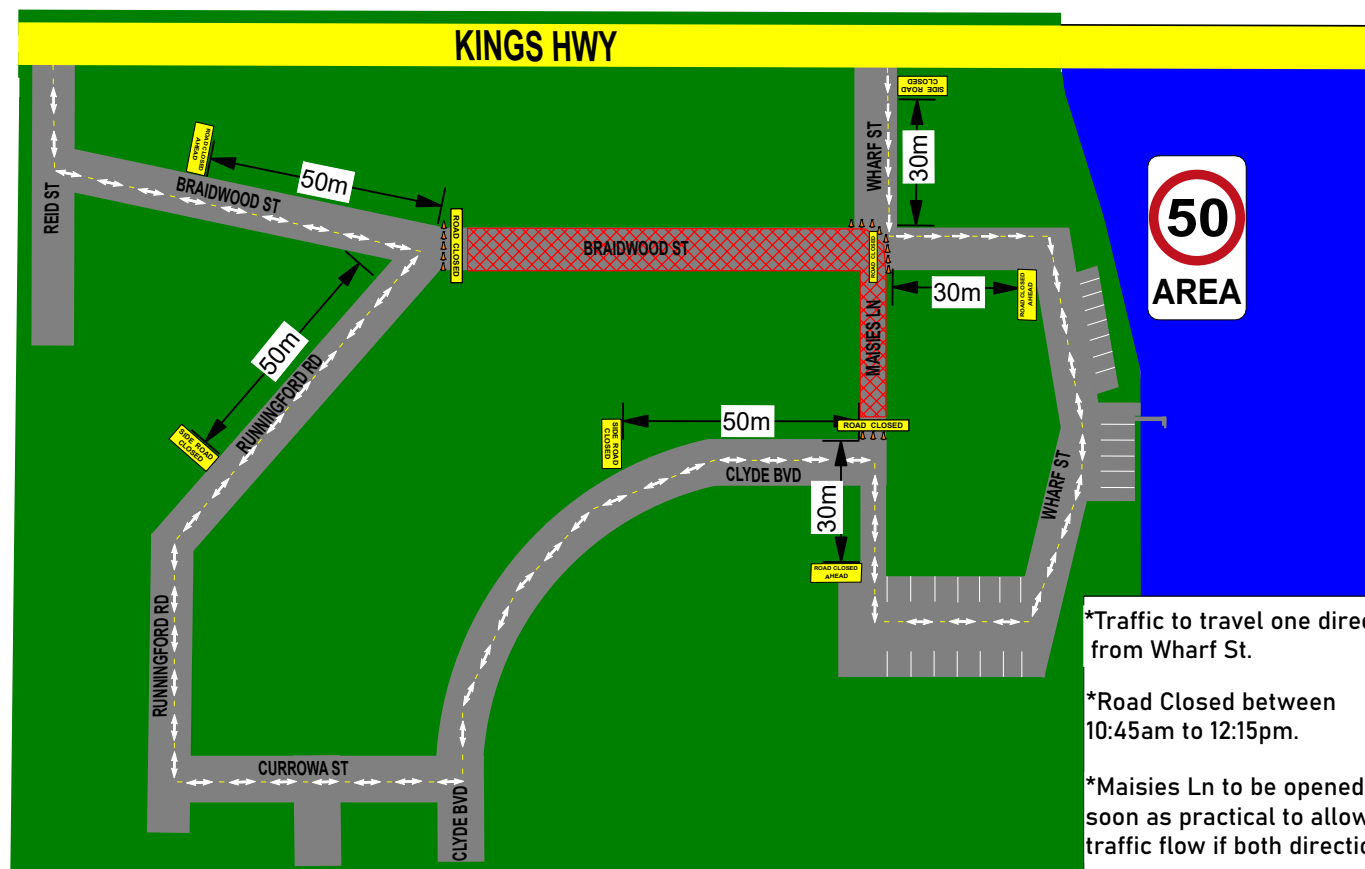 KINGS HWY
SIDE ROAD
CLOSED
WHARF ST
30m
ROAD CLOSED
AHEAD
50m
BRAIDWOOD ST
REID ST
50
AREA
ROAD CLOSED
BRAIDWOOD ST
ROAD CLOSED
30m
ROAD CLOSED
AHEAD
MAISIES LN
50m
RUNNINGFORD RD
SIDE ROAD
CLOSED
SIDE ROAD
CLOSED
50m
ROAD CLOSED
CLYDE BVD
30m
ROAD CLOSED
AHEAD
WHARF ST
RUNNINGFORD RD
CURROWA ST
CLYDE BVD
*Traffic to travel one direc
from Wharf St.
*Road Closed between
10:45am to 12:15pm.
*Maisies Ln to be opened
soon as practical to allow
traffic flow if both directio